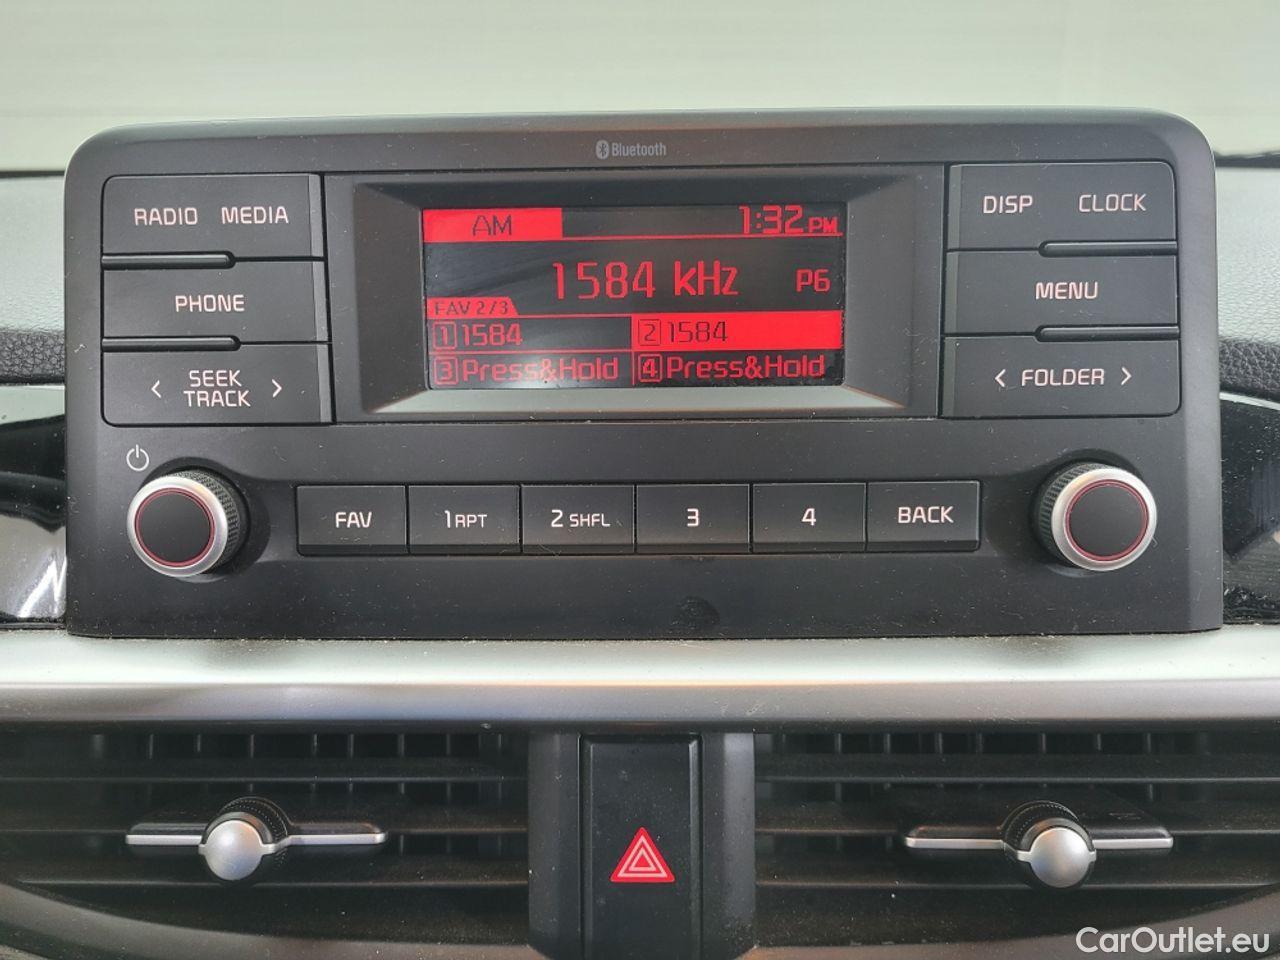 Bluetooth
RADIO MEDIA
PHONE
< SEEK TRACK >
AM 1:32 PM
1584 kHz P6
FAV 2/3
1 1584 2 1584
3 Press&Hold 4 Press&Hold
DISP CLOCK
MENU
< FOLDER >
FAV 1 RPT 2 SHFL 3 4 BACK
CarOutlet.eu